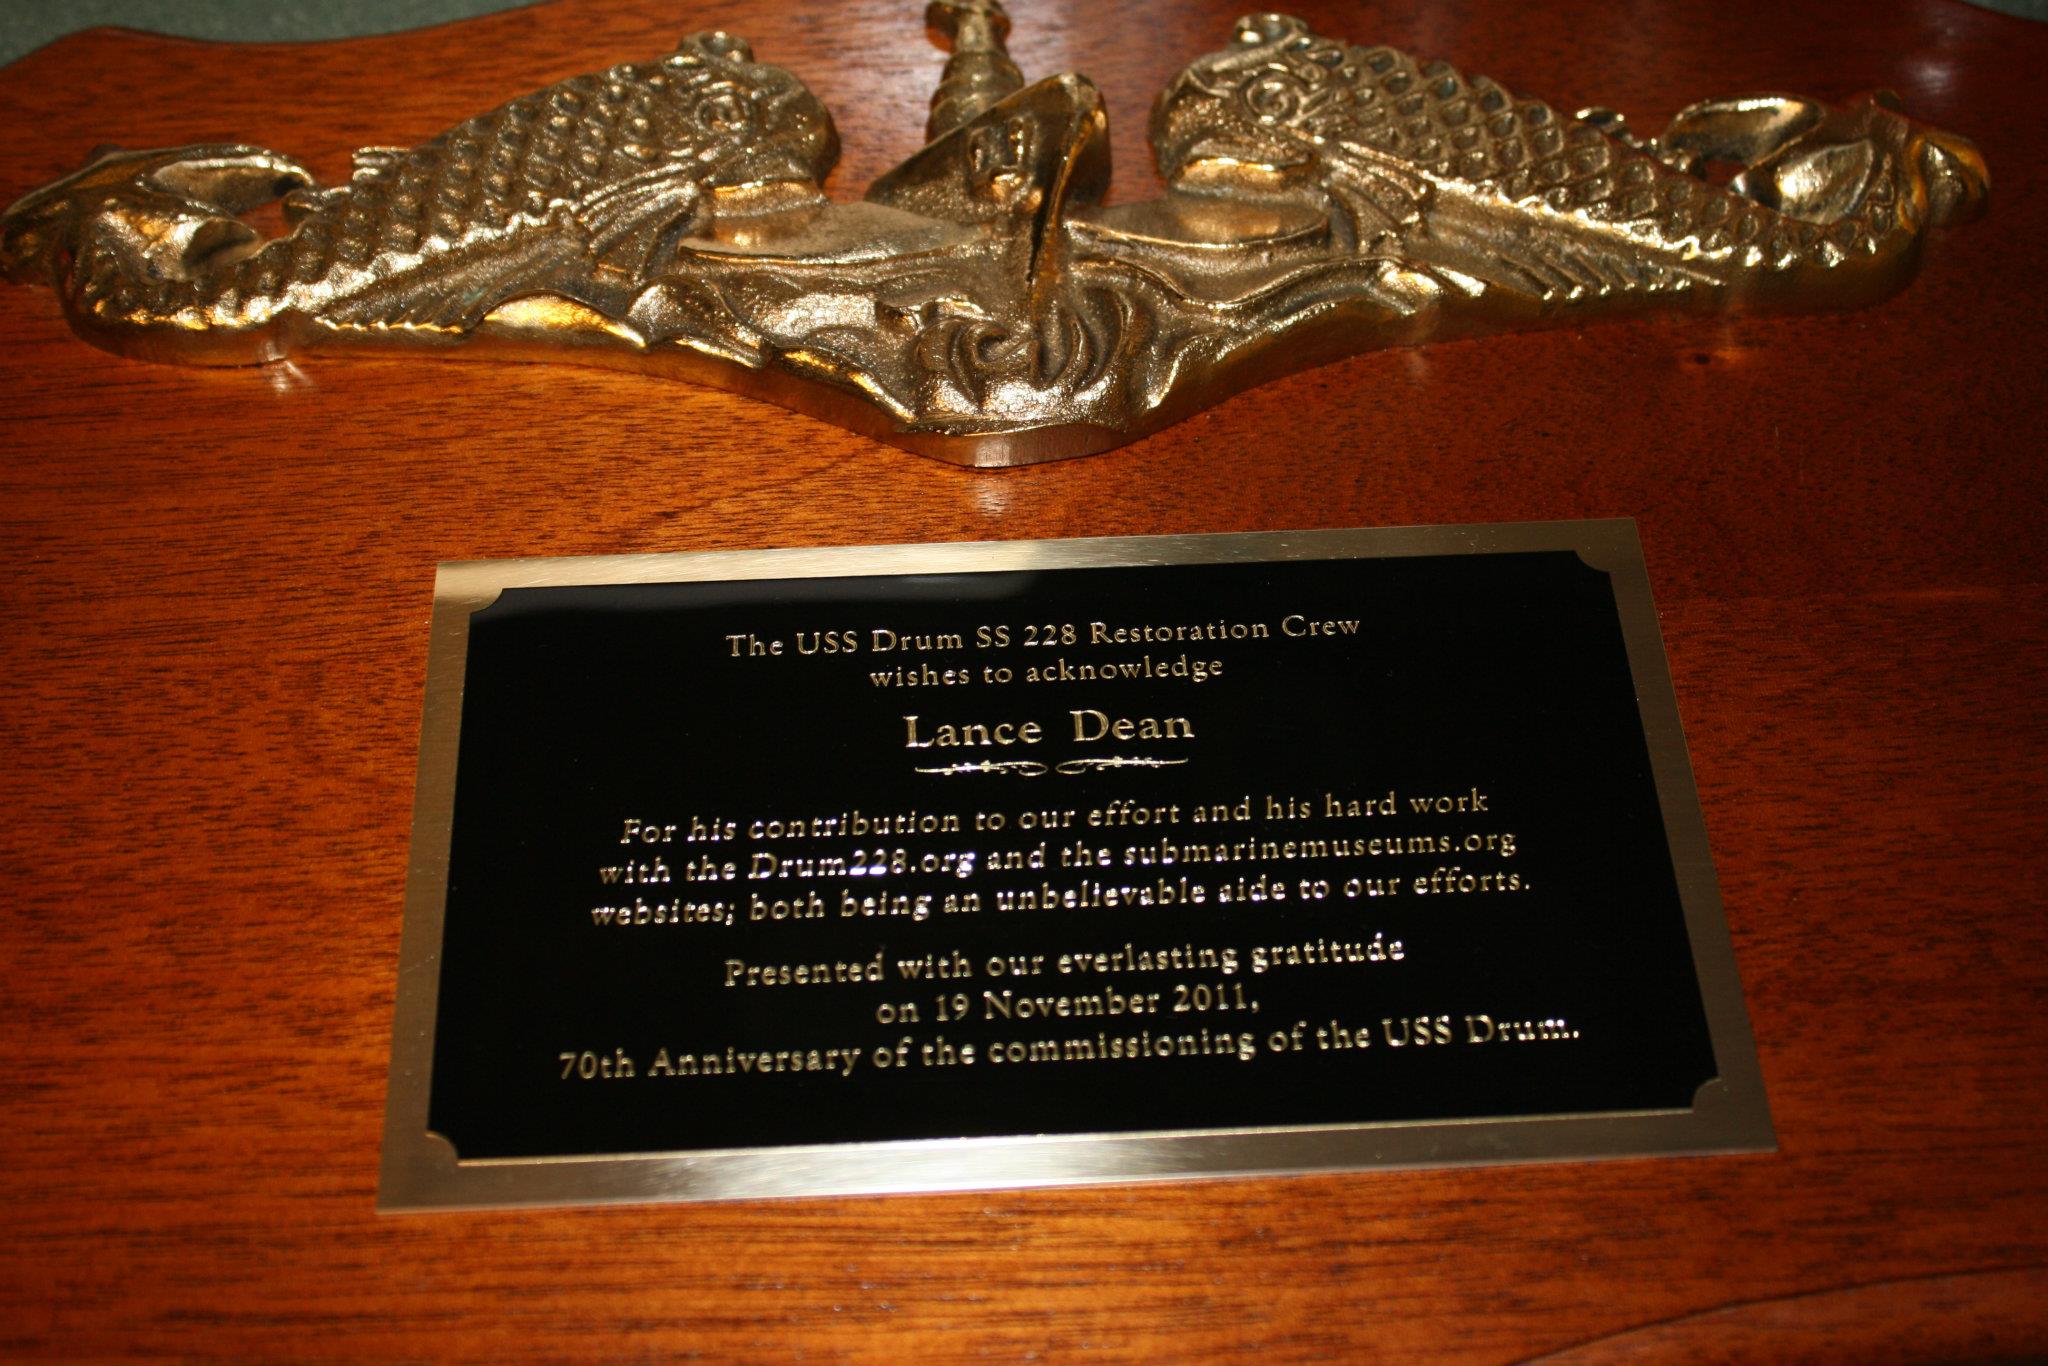 The USS Drum SS 228 Restoration Crew
wishes to acknowledge
Lance Dean
For his contribution to our effort and his hard work
with the Drum228.org and the submarinemuseums.org
websites; both being an unbelievable aide to our efforts.
Presented with our everlasting gratitude
on 19 November 2011,
70th Anniversary of the commissioning of the USS Drum.